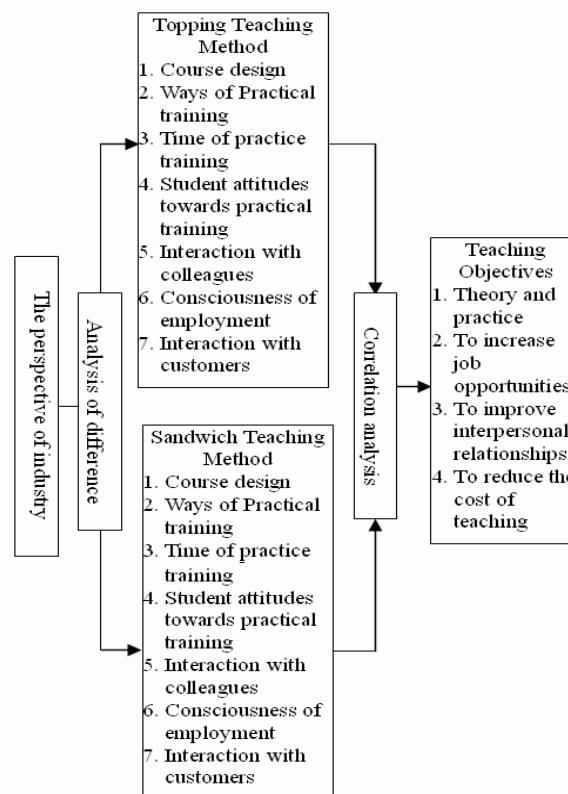 The perspective of industry
Analysis of difference
Topping Teaching
Method
1. Course design
2. Ways of Practical
training
3. Time of practice
training
4. Student attitudes
towards practical
training
5. Interaction with
colleagues
6. Consciousness of
employment
7. Interaction with
customers
Sandwich Teaching
Method
1. Course design
2. Ways of Practical
training
3. Time of practice
training
4. Student attitudes
towards practical
training
5. Interaction with
colleagues
6. Consciousness of
employment
7. Interaction with
customers
Correlation analysis
Teaching
Objectives
1. Theory and
practice
2. To increase
job
opportunities
3. To improve
interpersonal
relationships
4. To reduce the
cost of
teaching